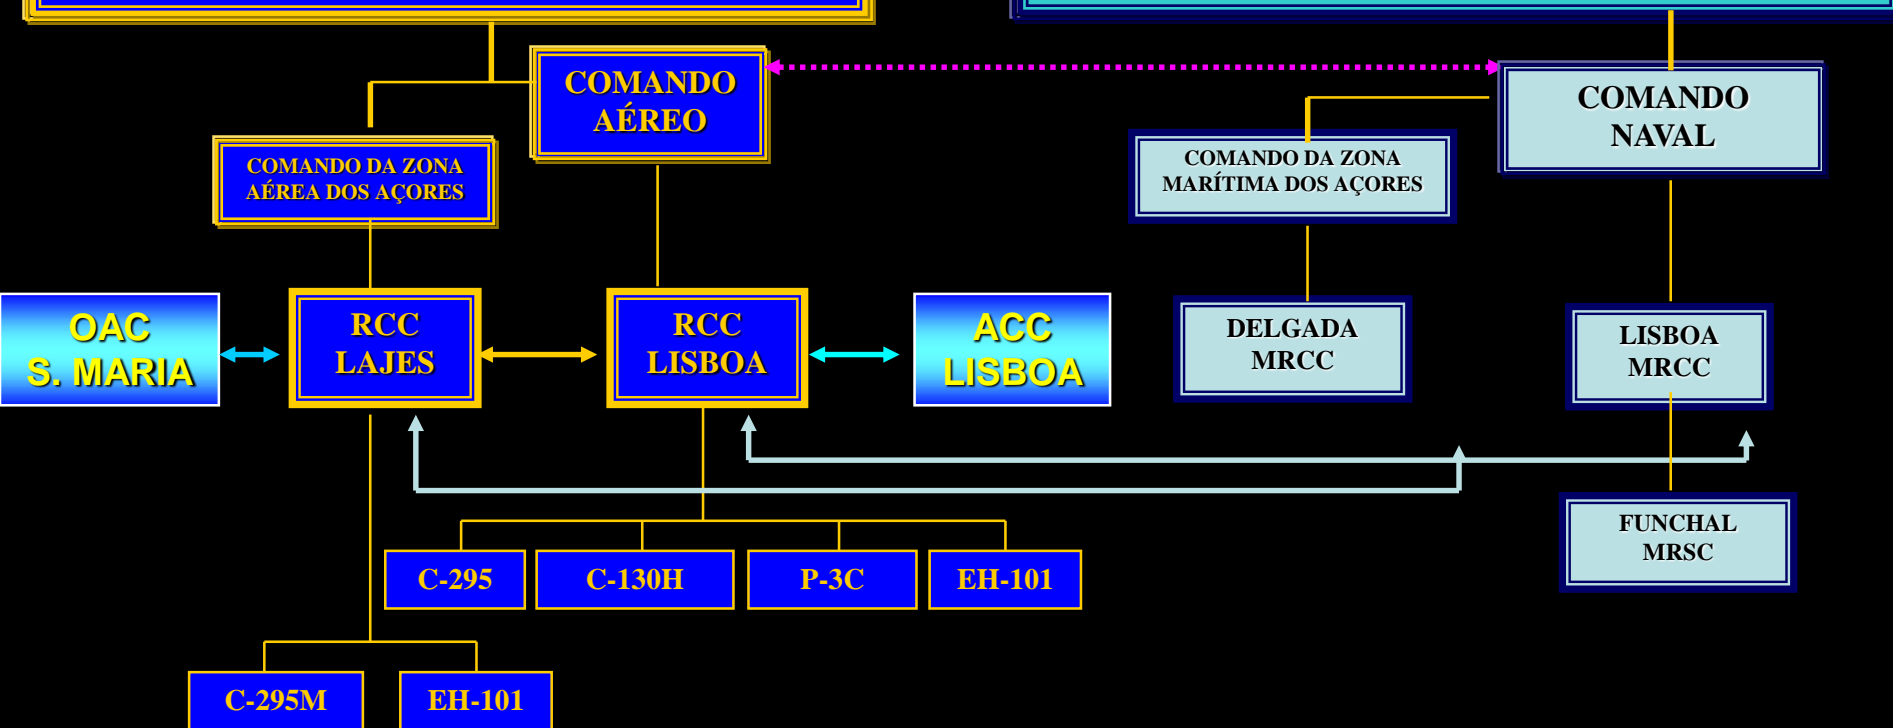 COMANDO
AÉREO
COMANDO
NAVAL
COMANDO DA ZONA
AÉREA DOS AÇORES
COMANDO DA ZONA
MARÍTIMA DOS AÇORES
OAC
S. MARIA
RCC
LAJES
RCC
LISBOA
ACC
LISBOA
DELGADA
MRCC
LISBOA
MRCC
FUNCHAL
MRSC
C-295
C-130H
P-3C
EH-101
C-295M
EH-101